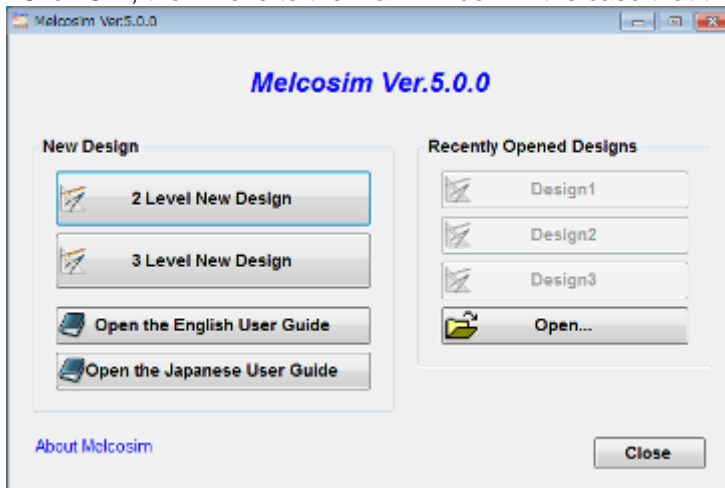 Melcosim Ver.5.0.0
Melcosim Ver.5.0.0
New Design
2 Level New Design
3 Level New Design
Open the English User Guide
Open the Japanese User Guide
Recently Opened Designs
Design1
Design2
Design3
Open...
About Melcosim
Close